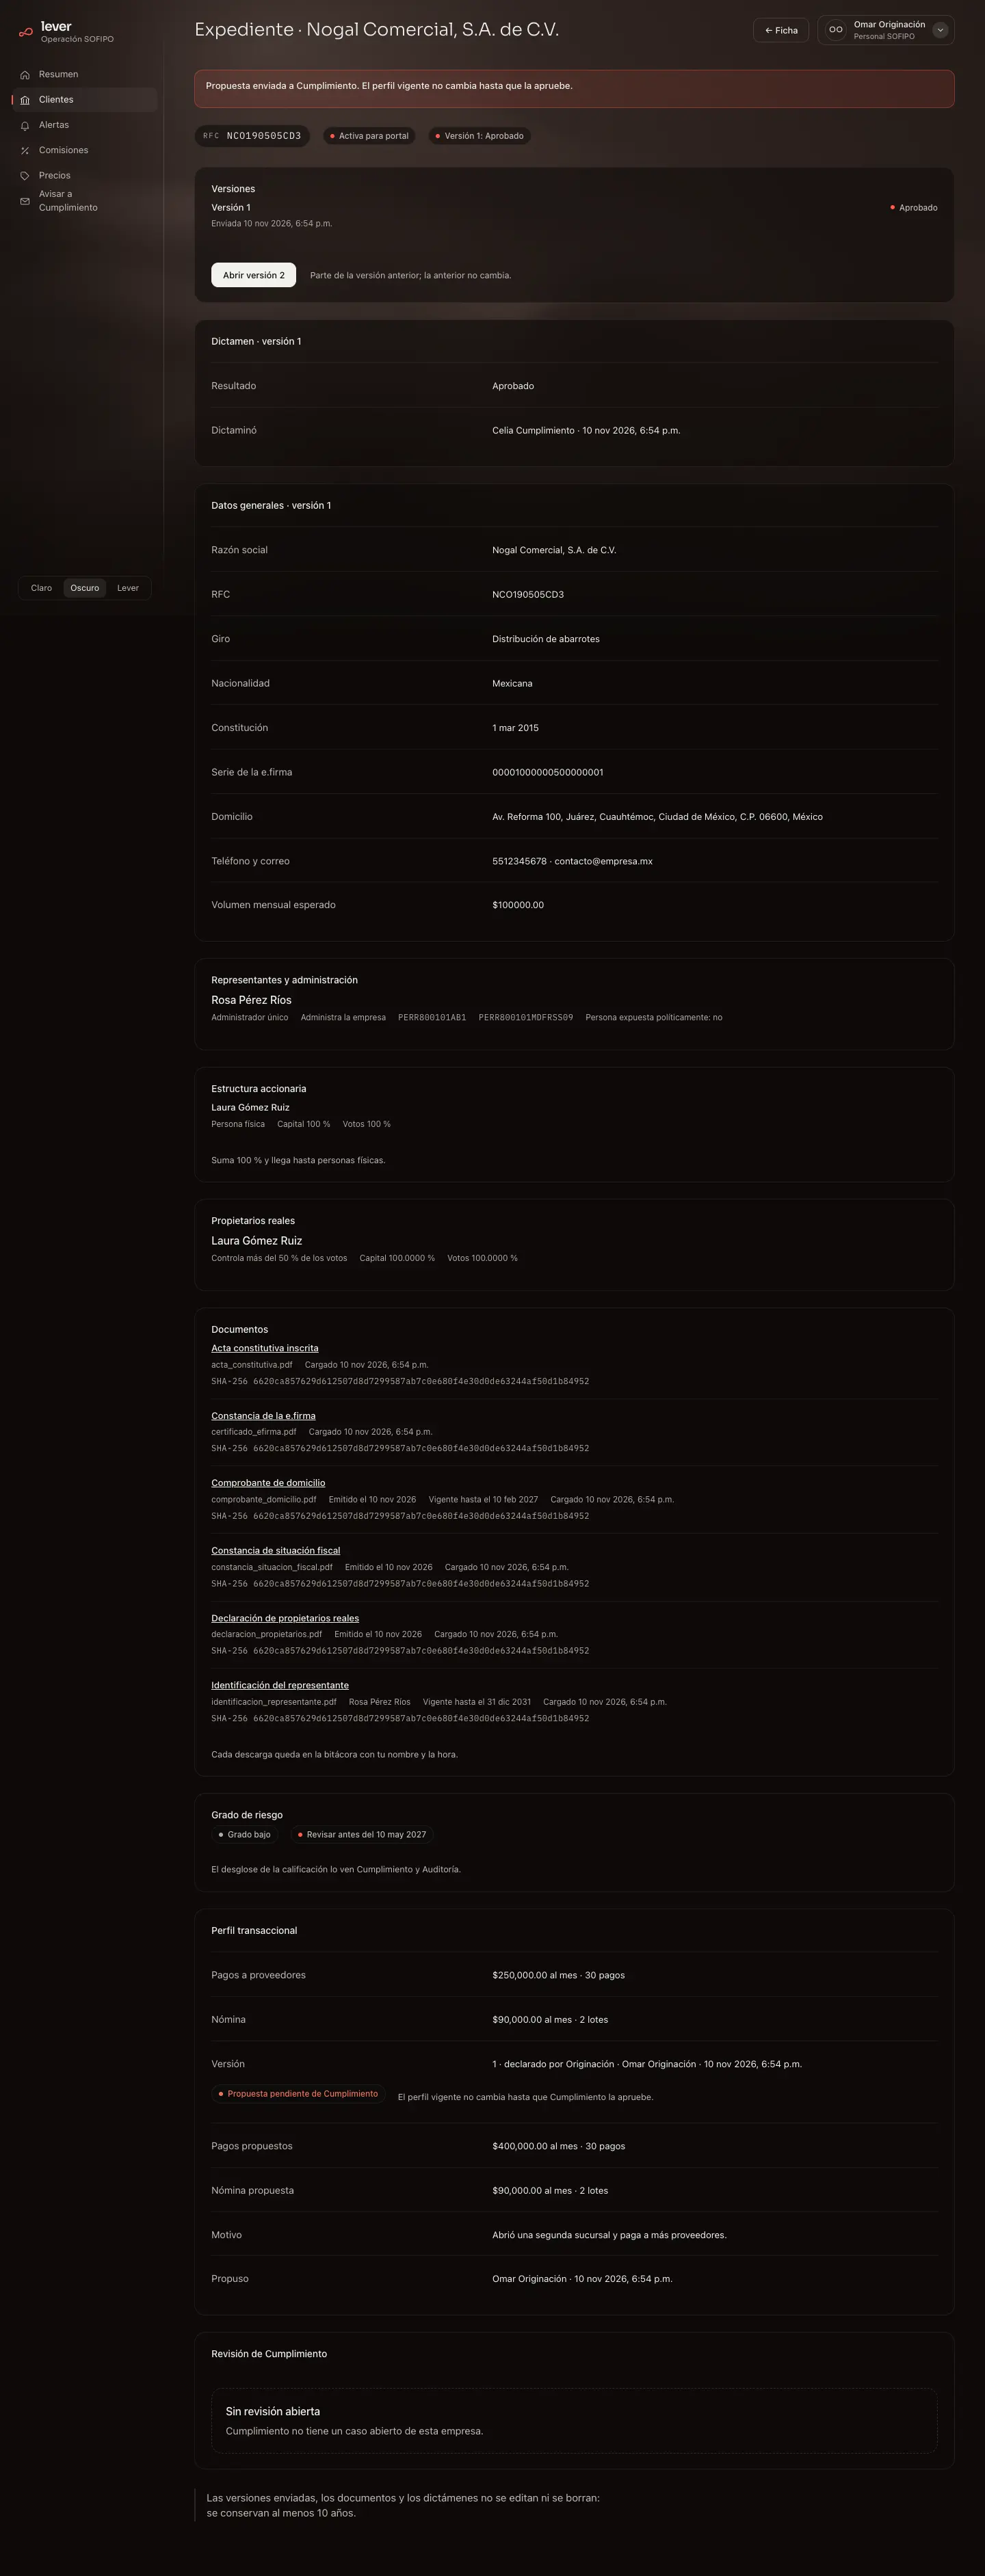 lever
Operación SOFIPO
Resumen
Clientes
Alertas
Comisiones
Precios
Avisar a
Cumplimiento
Claro Oscuro Lever
Expediente · Nogal Comercial, S.A. de C.V.
← Ficha
OO
Omar Originación
Personal SOFIPO
Propuesta enviada a Cumplimiento. El perfil vigente no cambia hasta que la apruebe.
RFC NCO190505CD3
Activa para portal
Versión 1: Aprobado
Versiones
Versión 1
Aprobado
Enviada 10 nov 2026, 6:54 p.m.
Abrir versión 2
Parte de la versión anterior; la anterior no cambia.
Dictamen · versión 1
Resultado Aprobado
Dictaminó Celia Cumplimiento · 10 nov 2026, 6:54 p.m.
Datos generales · versión 1
Razón social Nogal Comercial, S.A. de C.V.
RFC NCO190505CD3
Giro Distribución de abarrotes
Nacionalidad Mexicana
Constitución 1 mar 2015
Serie de la e.firma 00001000000500000001
Domicilio Av. Reforma 100, Juárez, Cuauhtémoc, Ciudad de México, C.P. 06600, México
Teléfono y correo 5512345678 · contacto@empresa.mx
Volumen mensual esperado $100000.00
Representantes y administración
Rosa Pérez Ríos
Administrador único Administra la empresa PERR800101AB1 PERR800101MDFRSS09 Persona expuesta políticamente: no
Estructura accionaria
Laura Gómez Ruiz
Persona física Capital 100 % Votos 100 %
Suma 100 % y llega hasta personas físicas.
Propietarios reales
Laura Gómez Ruiz
Controla más del 50 % de los votos Capital 100.0000 % Votos 100.0000 %
Documentos
Acta constitutiva inscrita
acta_constitutiva.pdf Cargado 10 nov 2026, 6:54 p.m.
SHA-256 6620ca857629d612507d8d7299587ab7c0e680f4e30d0de63244af50d1b84952
Constancia de la e.firma
certificado_efirma.pdf Cargado 10 nov 2026, 6:54 p.m.
SHA-256 6620ca857629d612507d8d7299587ab7c0e680f4e30d0de63244af50d1b84952
Comprobante de domicilio
comprobante_domicilio.pdf Emitido el 10 nov 2026 Vigente hasta el 10 feb 2027 Cargado 10 nov 2026, 6:54 p.m.
SHA-256 6620ca857629d612507d8d7299587ab7c0e680f4e30d0de63244af50d1b84952
Constancia de situación fiscal
constancia_situacion_fiscal.pdf Emitido el 10 nov 2026 Cargado 10 nov 2026, 6:54 p.m.
SHA-256 6620ca857629d612507d8d7299587ab7c0e680f4e30d0de63244af50d1b84952
Declaración de propietarios reales
declaracion_propietarios.pdf Emitido el 10 nov 2026 Cargado 10 nov 2026, 6:54 p.m.
SHA-256 6620ca857629d612507d8d7299587ab7c0e680f4e30d0de63244af50d1b84952
Identificación del representante
identificacion_representante.pdf Rosa Pérez Ríos Vigente hasta el 31 dic 2031 Cargado 10 nov 2026, 6:54 p.m.
SHA-256 6620ca857629d612507d8d7299587ab7c0e680f4e30d0de63244af50d1b84952
Cada descarga queda en la bitácora con tu nombre y la hora.
Grado de riesgo
Grado bajo
Revisar antes del 10 may 2027
El desglose de la calificación lo ven Cumplimiento y Auditoría.
Perfil transaccional
Pagos a proveedores $250,000.00 al mes · 30 pagos
Nómina $90,000.00 al mes · 2 lotes
Versión 1 · declarado por Originación · Omar Originación · 10 nov 2026, 6:54 p.m.
Propuesta pendiente de Cumplimiento
El perfil vigente no cambia hasta que Cumplimiento la apruebe.
Pagos propuestos $400,000.00 al mes · 30 pagos
Nómina propuesta $90,000.00 al mes · 2 lotes
Motivo Abrió una segunda sucursal y paga a más proveedores.
Propuso Omar Originación · 10 nov 2026, 6:54 p.m.
Revisión de Cumplimiento
Sin revisión abierta
Cumplimiento no tiene un caso abierto de esta empresa.
Las versiones enviadas, los documentos y los dictámenes no se editan ni se borran:
se conservan al menos 10 años.